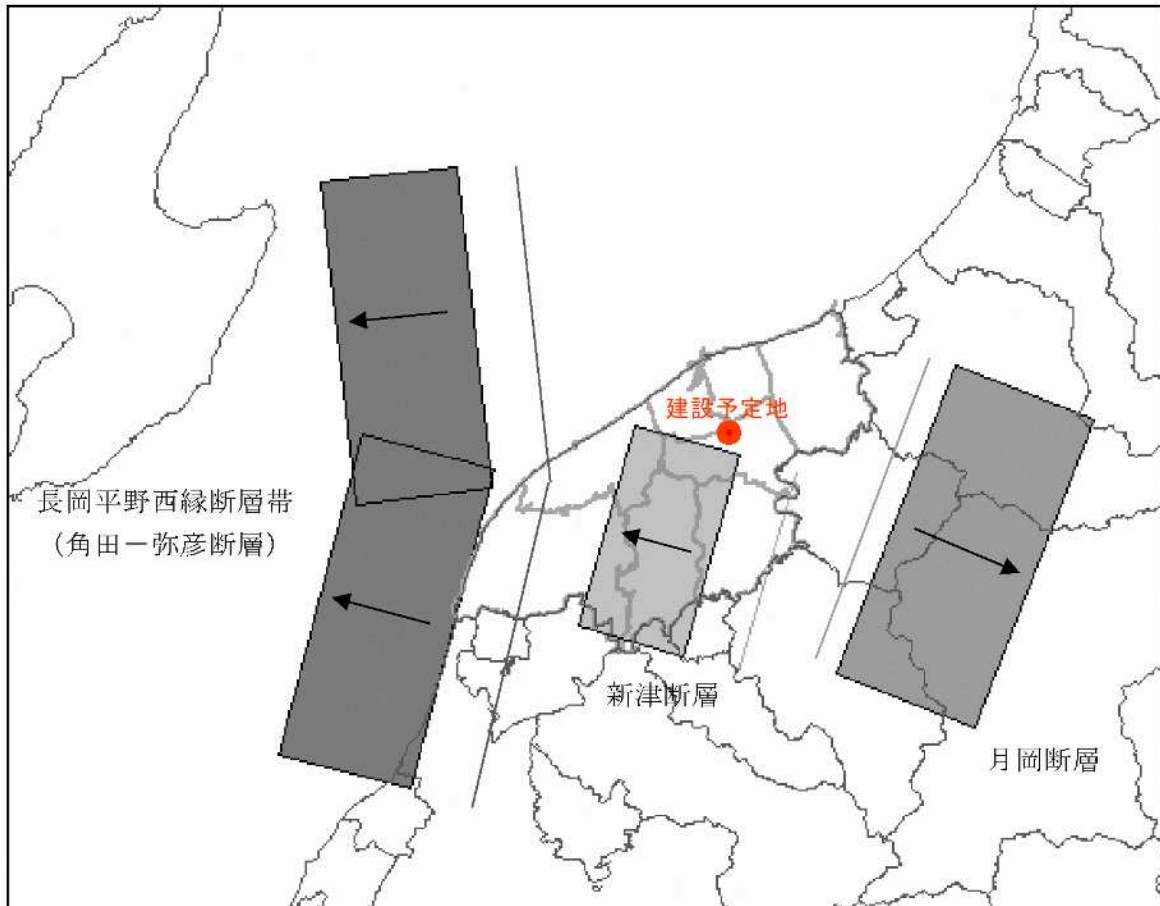 建設予定地
長岡平野西縁断層帯
（角田－弥彦断層）
新津断層
月岡断層